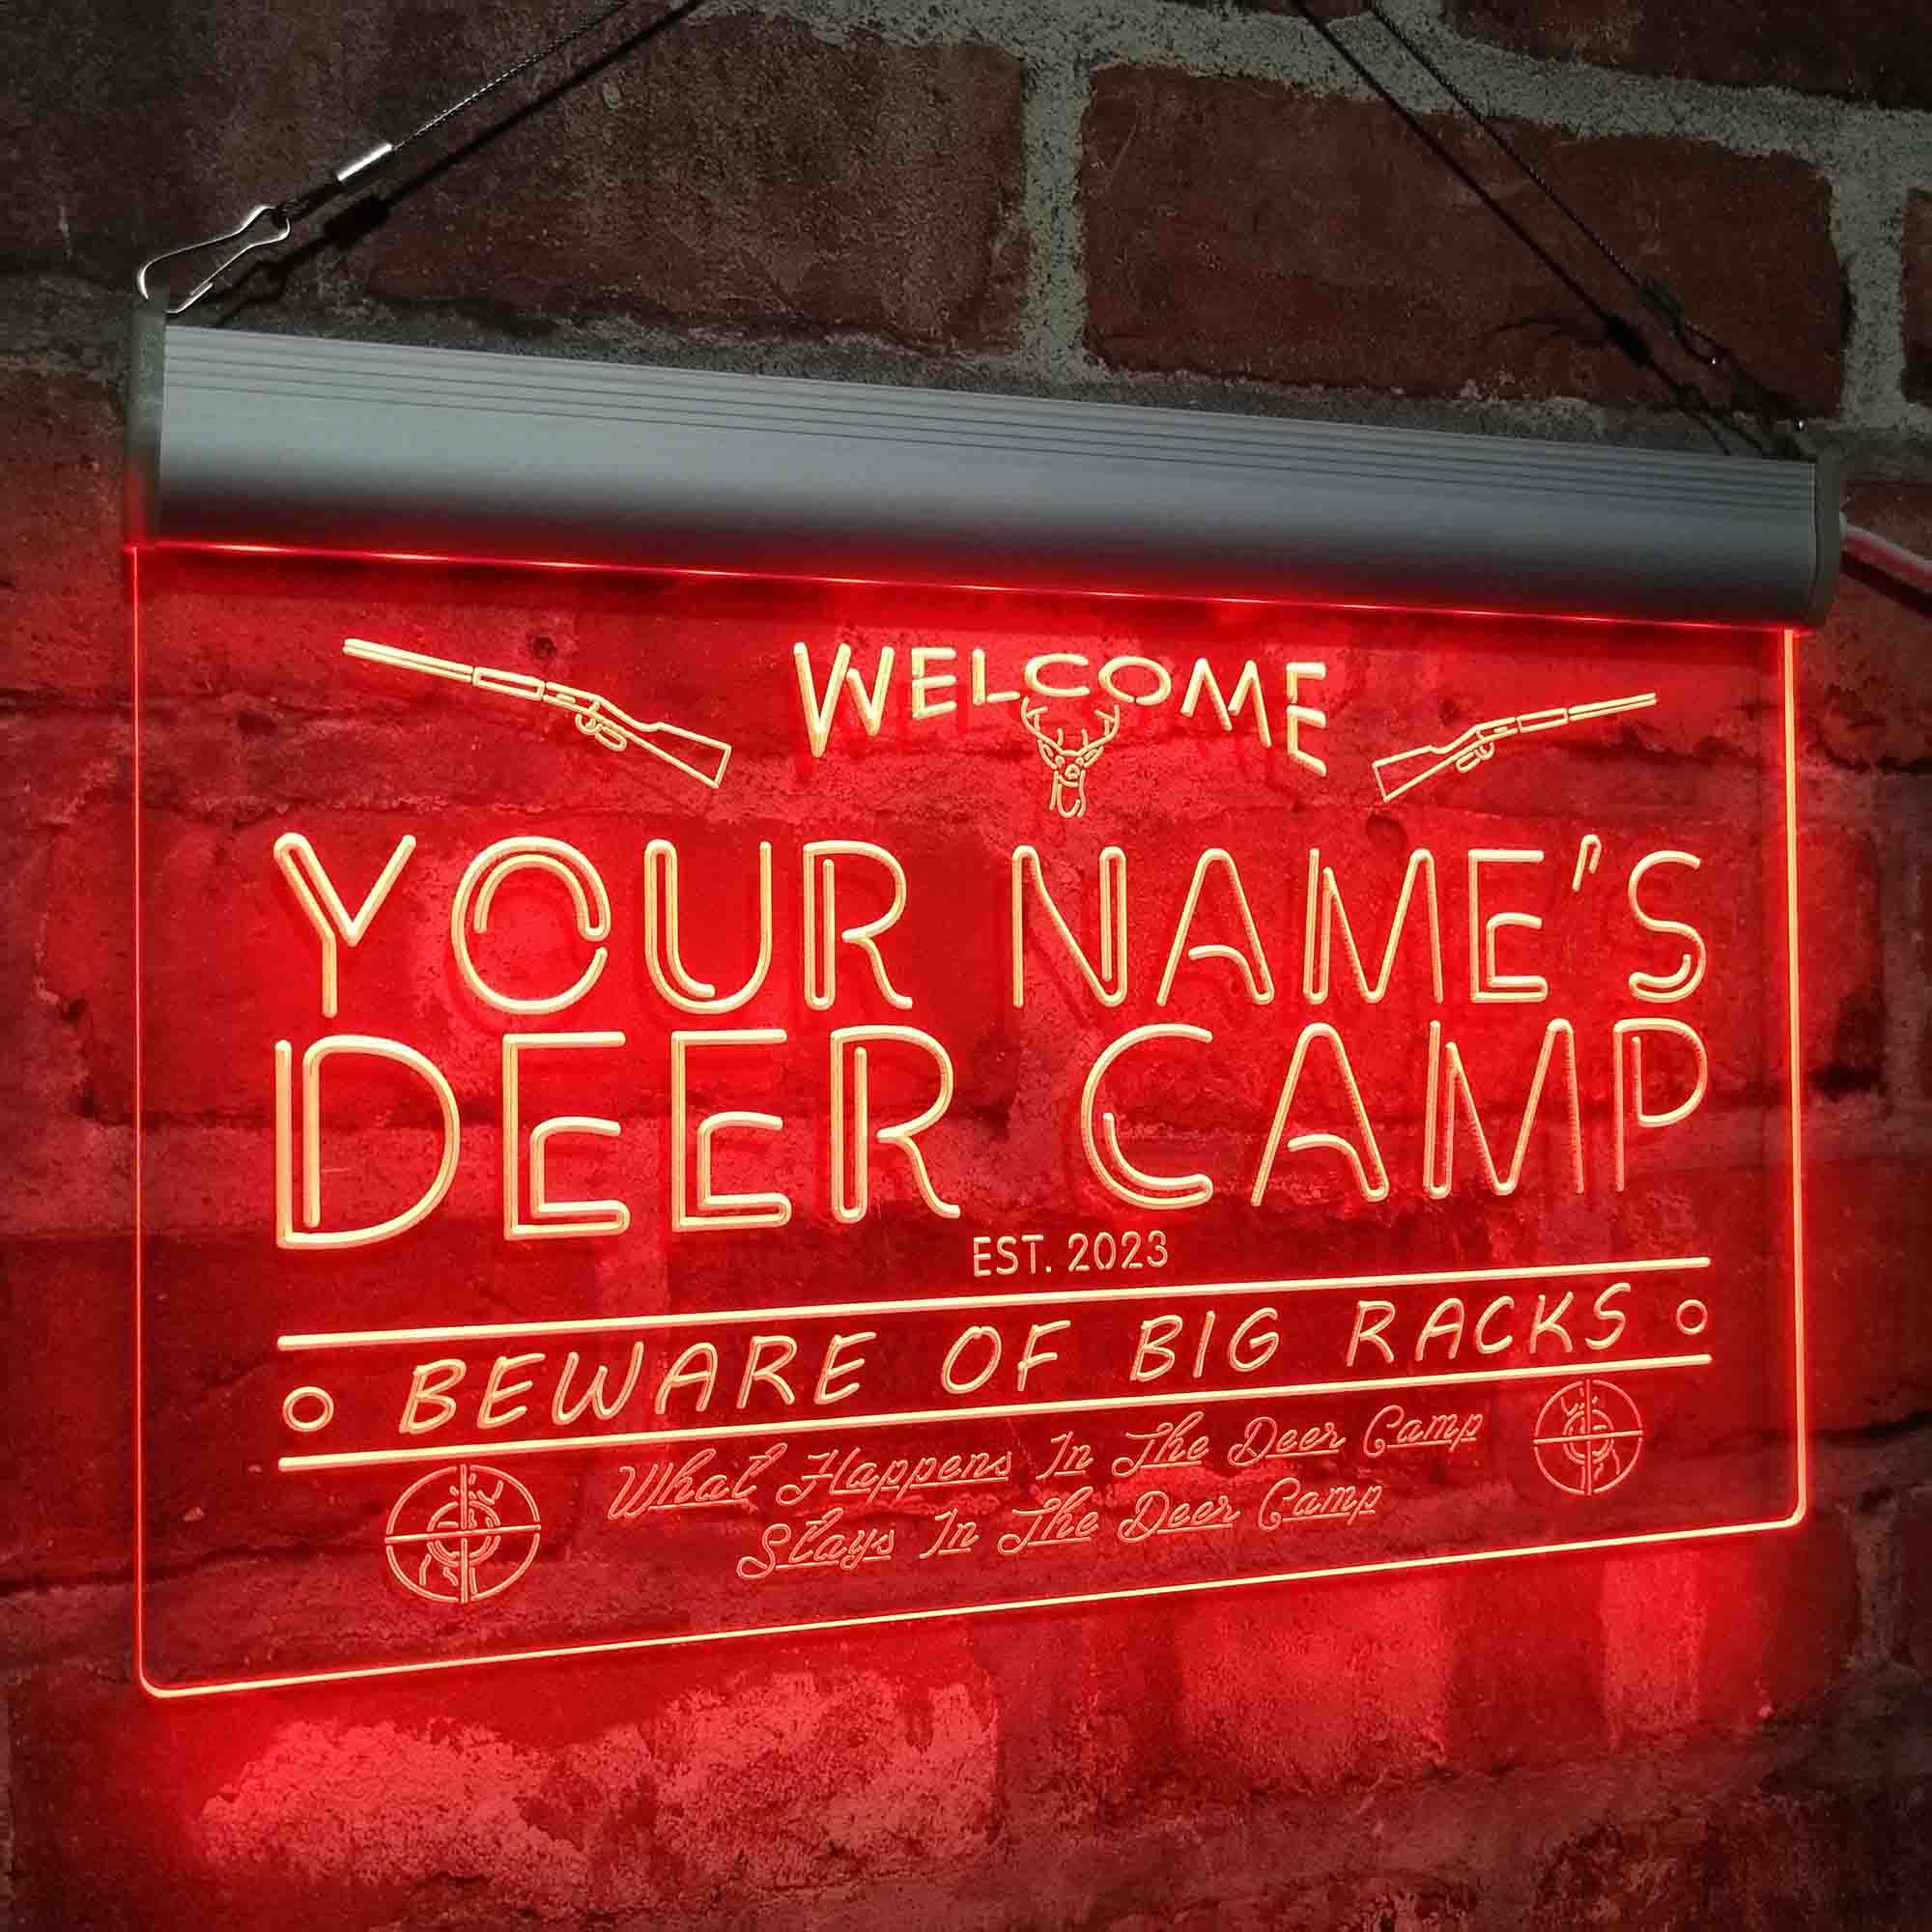 WELCOME
YOUR NAME'S
DEER CAMP
EST. 2023
BEWARE OF BIG RACKS
What Happens In The Deer Camp
Stays In The Deer Camp